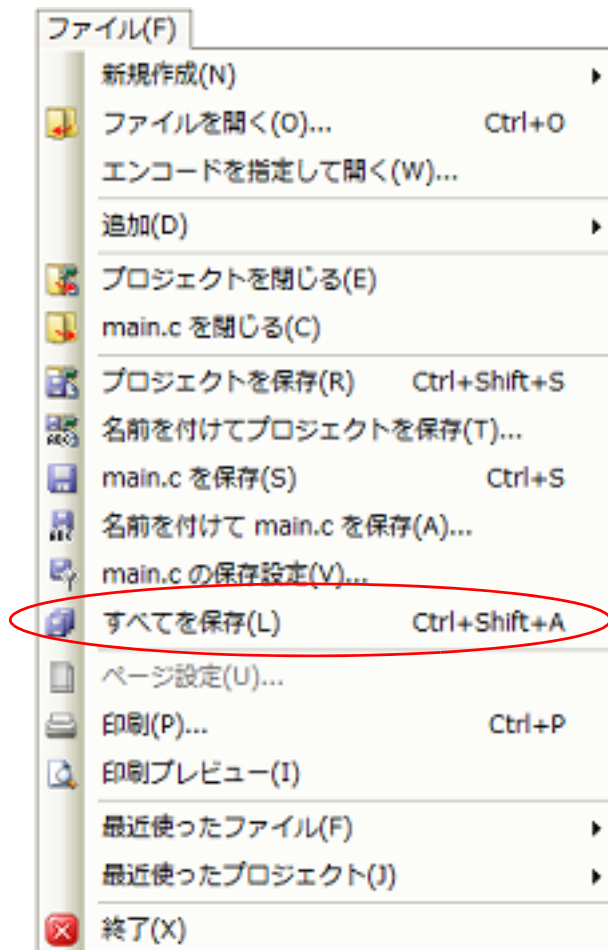 ファイル(F)
新規作成(N)
ファイルを開く(O)... Ctrl+O
エンコードを指定して開く(W)...
追加(D)
プロジェクトを閉じる(E)
main.c を閉じる(C)
プロジェクトを保存(R) Ctrl+Shift+S
名前を付けてプロジェクトを保存(T)...
main.c を保存(S) Ctrl+S
名前を付けて main.c を保存(A)...
main.c の保存設定(V)...
すべてを保存(L) Ctrl+Shift+A
ページ設定(U)...
印刷(P)... Ctrl+P
印刷プレビュー(I)
最近使ったファイル(F)
最近使ったプロジェクト(J)
終了(X)